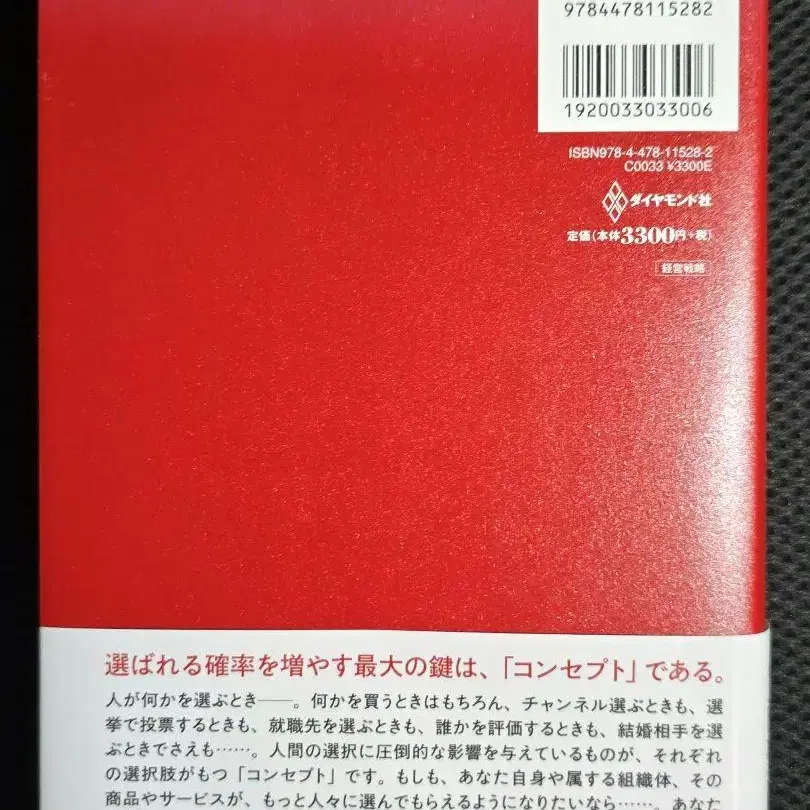 9784478115282
1920033033006
ISBN978-4-478-11528-2
C0033 ¥3300E
ダイヤモンド社
定価(本体3300円+税)
経営戦略
選ばれる確率を増やす最大の鍵は、「コンセプト」である。
人が何かを選ぶとき──。何かを買うときはもちろん、チャンネル選ぶときも、選
挙で投票するときも、就職先を選ぶときも、誰かを評価するときも、結婚相手を選
ぶときでさえも……。人間の選択に圧倒的な影響を与えているものが、それぞれ
の選択肢がもつ「コンセプト」です。もしも、あなた自身や属する組織体、その
商品やサービスが、もっと人々に選んでもらえるようになりたいなら……、あな